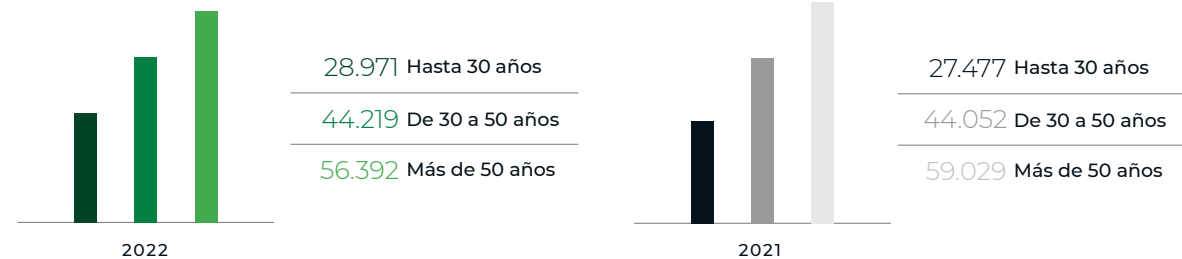 28.971 Hasta 30 años
44.219 De 30 a 50 años
56.392 Más de 50 años
2022
27.477 Hasta 30 años
44.052 De 30 a 50 años
59.029 Más de 50 años
2021